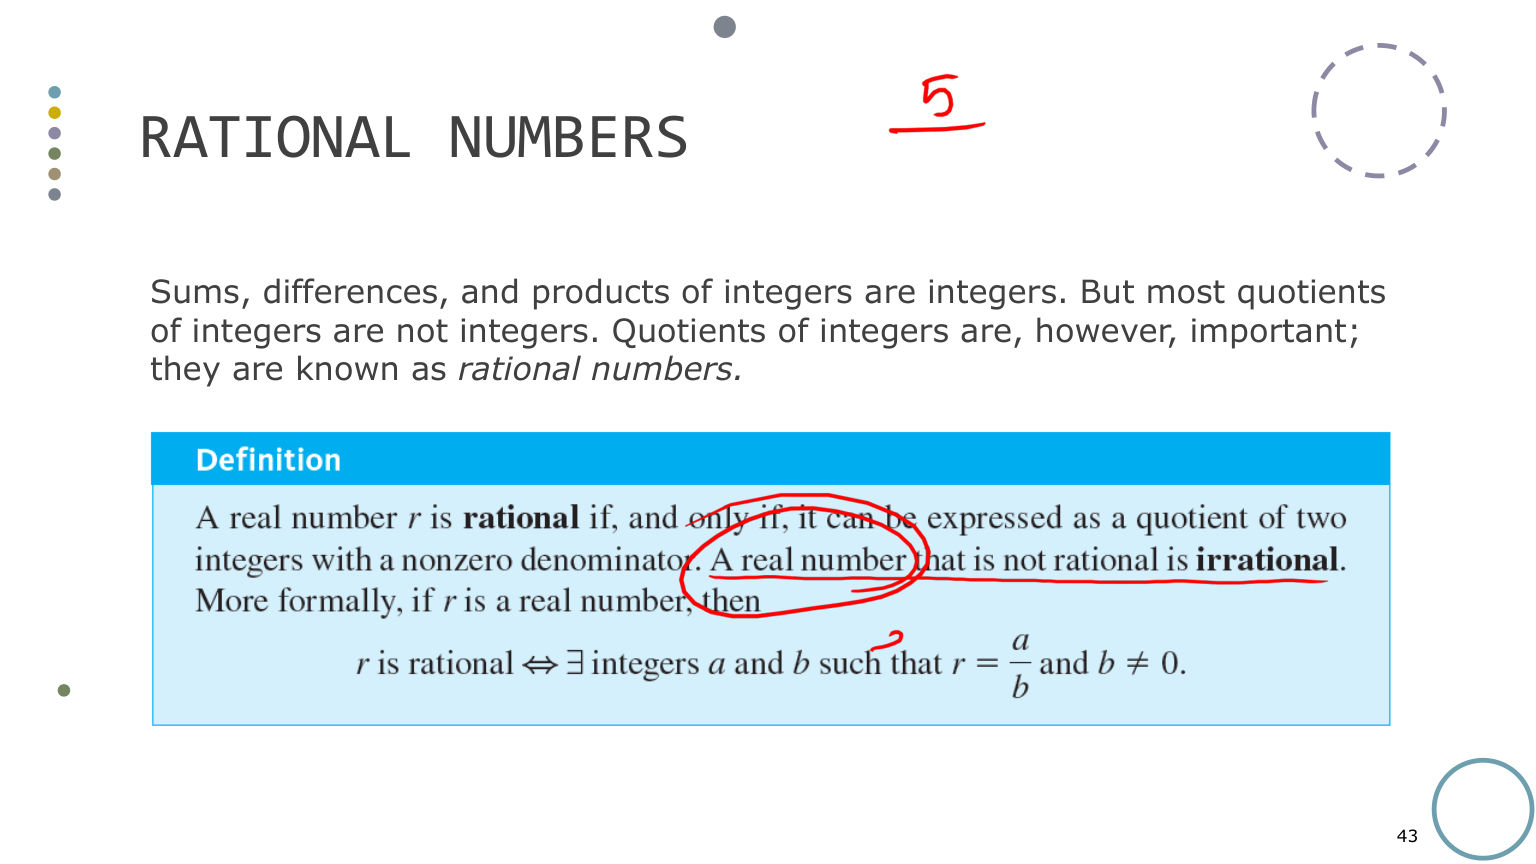 5
RATIONAL NUMBERS
Sums, differences, and products of integers are integers. But most quotients
of integers are not integers. Quotients of integers are, however, important;
they are known as rational numbers.
Definition
A real number r is rational if, and only if, it can be expressed as a quotient of two
integers with a nonzero denominator. A real number that is not rational is irrational.
More formally, if r is a real number, then
r is rational ⇔ ∃ integers a and b such that r = a/b and b ≠ 0.
43